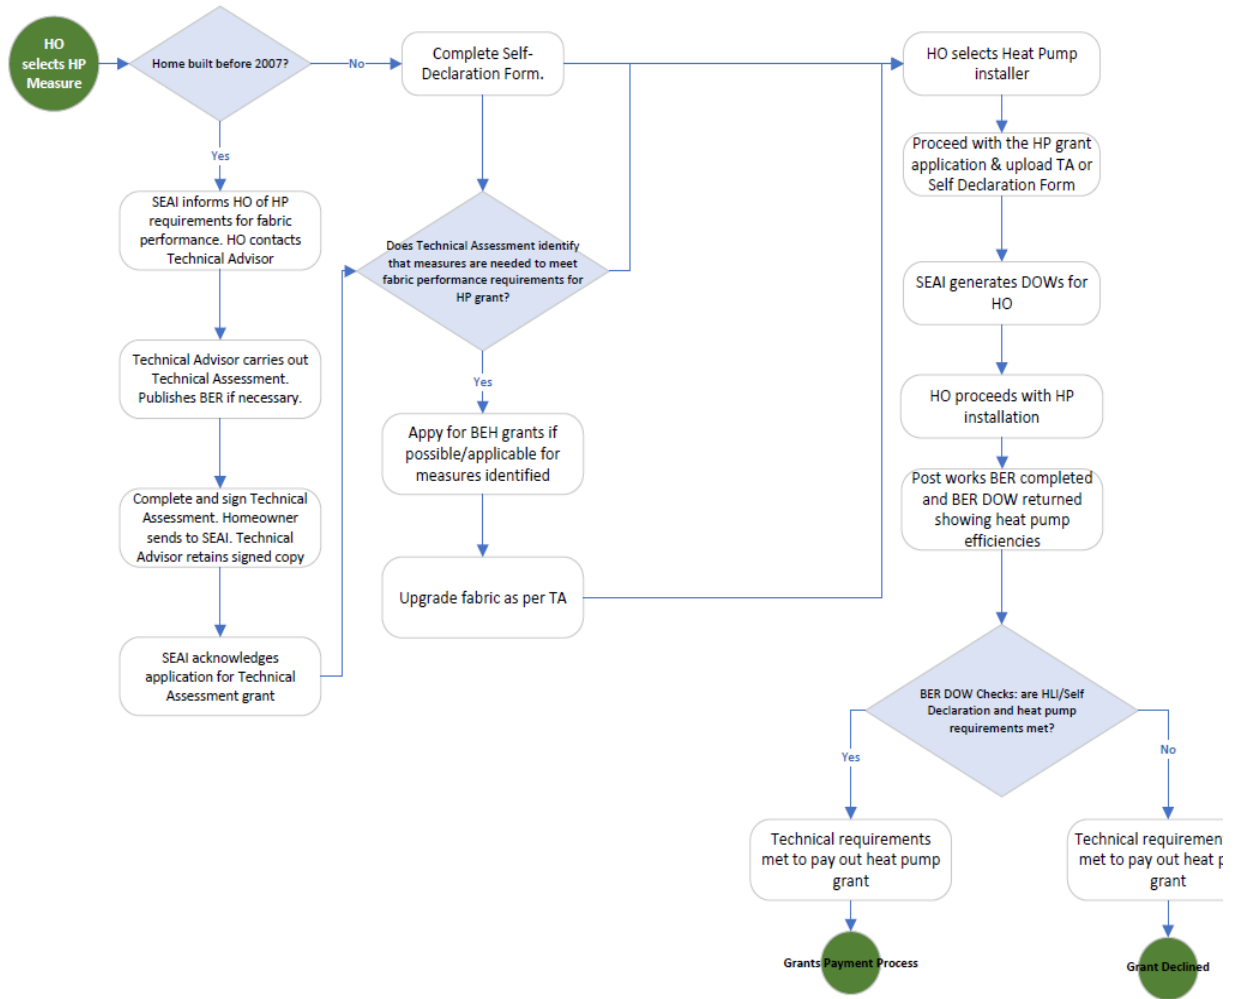 HO
selects HP
Measure
Home built before 2007?
No
Complete Self-
Declaration Form.
HO selects Heat Pump
installer
Yes
Proceed with the HP grant
application & upload TA or
Self Declaration Form
SEAI informs HO of HP
requirements for fabric
performance. HO contacts
Technical Advisor
Does Technical Assessment identify
that measures are needed to meet
fabric performance requirements for
HP grant?
SEAI generates DOWs for
HO
Technical Advisor carries out
Technical Assessment.
Publishes BER if necessary.
Yes
HO proceeds with HP
installation
Appy for BEH grants if
possible/applicable for
measures identified
Post works BER completed
and BER DOW returned
showing heat pump
efficiencies
Complete and sign Technical
Assessment. Homeowner
sends to SEAI. Technical
Advisor retains signed copy
Upgrade fabric as per TA
SEAI acknowledges
application for Technical
Assessment grant
BER DOW Checks: are HLI/Self
Declaration and heat pump
requirements met?
Yes
No
Technical requirements
met to pay out heat pump
grant
Technical
met to pay out heat
grant
Grants Payment Process
Grant Declined